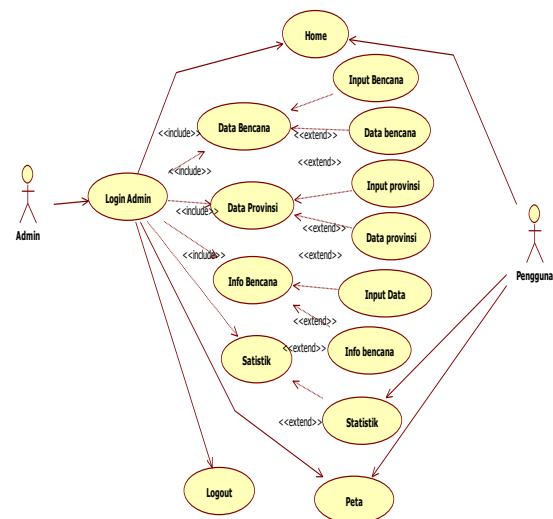 Home
Input Bencana
Data Bencana
<<include>>
<<extend>>
Data bencana
<<include>>
<<extend>>
Input provinsi
Login Admin
<<include>>
Data Provinsi
<<extend>>
Data provinsi
Admin
<<include>>
<<extend>>
Pengguna
Info Bencana
Input Data
<<extend>>
<<extend>>
Info bencana
Satistik
<<extend>>
Statistik
Logout
Peta